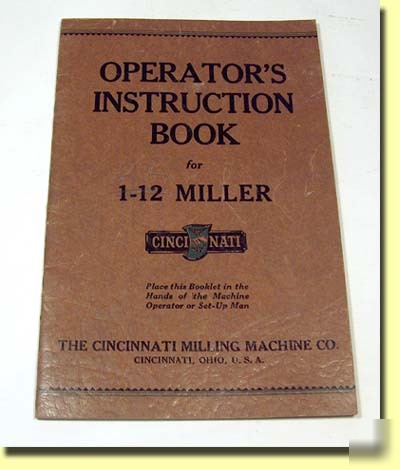 OPERATOR'S
INSTRUCTION
BOOK
for
1-12 MILLER
CINCINNATI
Place this Booklet in the
Hands of the Machine
Operator or Set-Up Man
THE CINCINNATI MILLING MACHINE CO.
CINCINNATI, OHIO, U. S. A.